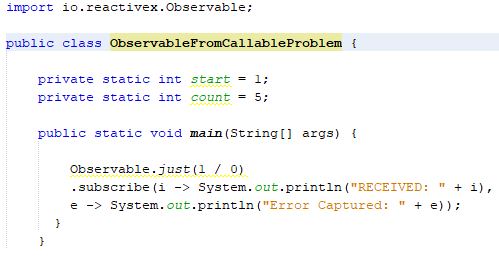 import io.reactivex.Observable;
public class ObservableFromCallableProblem {
private static int start = 1;
private static int count = 5;
public static void main(String[] args) {
Observable.just(1 / 0)
.subscribe(i -> System.out.println("RECEIVED: " + i),
e -> System.out.println("Error Captured: " + e));
}
}